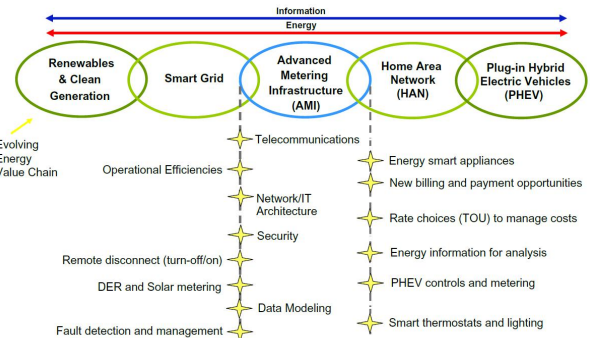 Information
Energy
Renewables
& Clean
Generation
Smart Grid
Advanced
Metering
Infrastructure
(AMI)
Home Area
Network
(HAN)
Plug-in Hybrid
Electric Vehicles
(PHEV)
Evolving
Energy
Value Chain
Telecommunications
Operational Efficiencies
Network/IT
Architecture
Security
Remote disconnect (turn-off/on)
DER and Solar metering
Data Modeling
Fault detection and management
Energy smart appliances
New billing and payment opportunities
Rate choices (TOU) to manage costs
Energy information for analysis
PHEV controls and metering
Smart thermostats and lighting